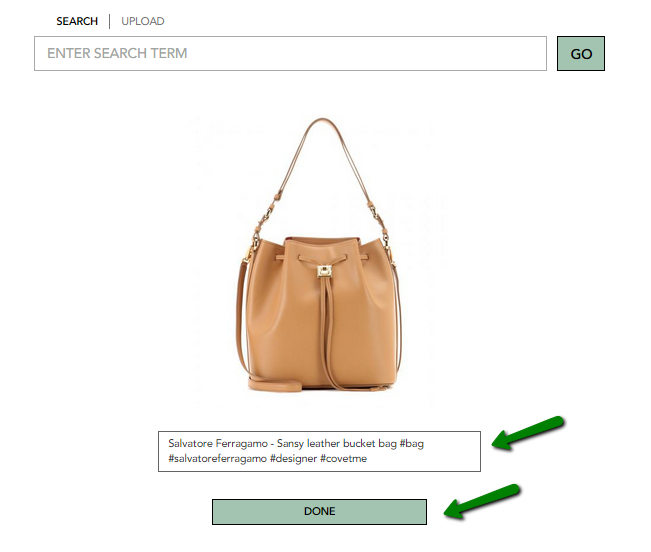 SEARCH | UPLOAD
ENTER SEARCH TERM
GO
Salvatore Ferragamo - Sansy leather bucket bag #bag
#salvatoreferragamo #designer #covetme
DONE